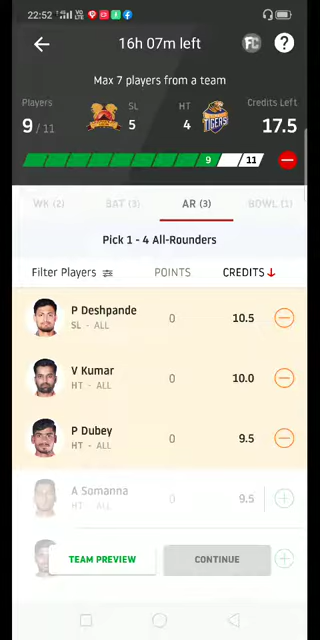 22:52
16h 07m left
FC ?
Max 7 players from a team
Players SL HT Credits Left
9 / 11 5 4 TIGERS 17.5
9 11
WK (2) BAT (3) AR (3) BOWL (1)
Pick 1 - 4 All-Rounders
Filter Players POINTS CREDITS
P Deshpande
SL - ALL
0 10.5
V Kumar
HT - ALL
0 10.0
P Dubey
HT - ALL
0 9.5
A Somanna
HT - ALL
0 9.5
TEAM PREVIEW CONTINUE